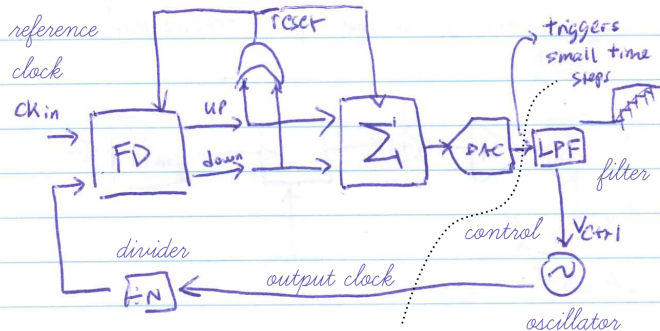 reference
clock
reset
triggers
small time
steps
CKin
FD
UP
down
Σ
DAC
LPF
filter
divider
÷N
control
Vctrl
output clock
oscillator